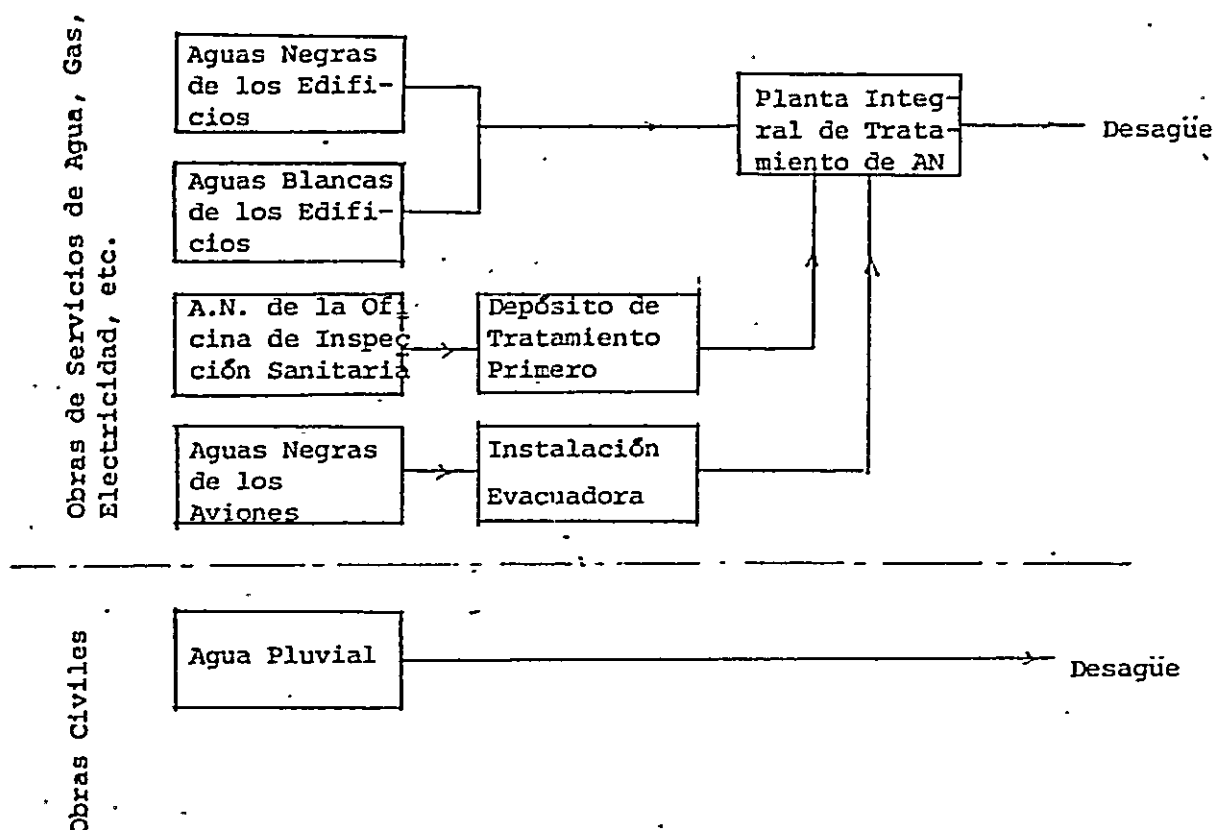 Obras de Servicios de Agua, Gas,
Electricidad, etc.
Aguas Negras
de los Edifi-
cios
Aguas Blancas
de los Edifi-
cios
Planta Integ-
ral de Trata-
miento de AN
Desagüe
A.N. de la Ofi
cina de Inspec
ción Sanitaria
Depósito de
Tratamiento
Primero
Aguas Negras
de los
Aviones
Instalación
Evacuadora
Obras Civiles
Agua Pluvial
Desagüe